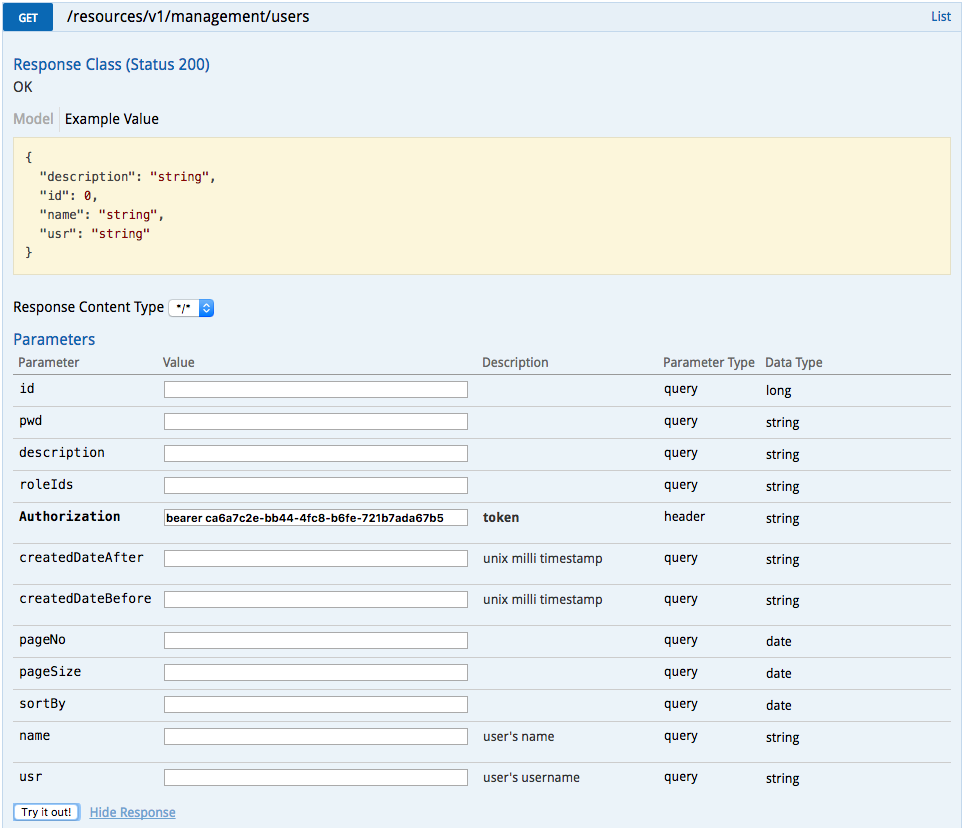 GET /resources/v1/management/users List
Response Class (Status 200)
OK
Model Example Value
{
"description": "string",
"id": 0,
"name": "string",
"usr": "string"
}
Response Content Type */*
Parameters
Parameter Value Description Parameter Type Data Type
id query long
pwd query string
description query string
roleIds query string
Authorization bearer ca6a7c2e-bb44-4fc8-b6fe-721b7ada67b5 token header string
createdDateAfter unix milli timestamp query string
createdDateBefore unix milli timestamp query string
pageNo query date
pageSize query date
sortBy query date
name user's name query string
usr user's username query string
Try it out! Hide Response